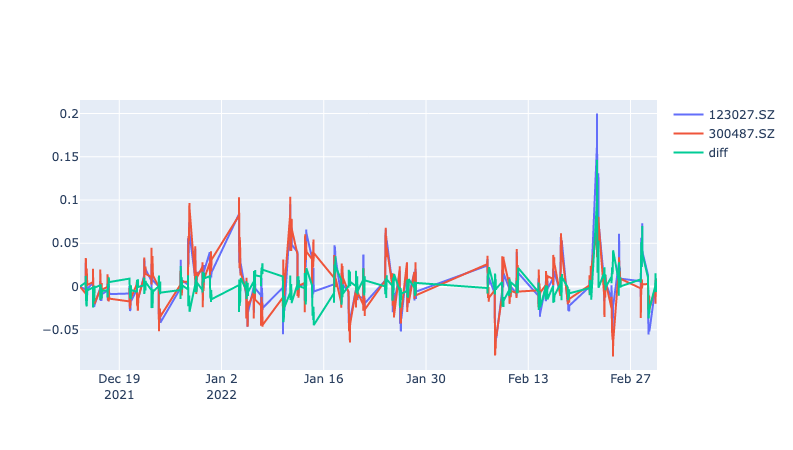 0.2
0.15
0.1
0.05
0
−0.05
Dec 19
2021
Jan 2
2022
Jan 16
Jan 30
Feb 13
Feb 27
123027.SZ
300487.SZ
diff